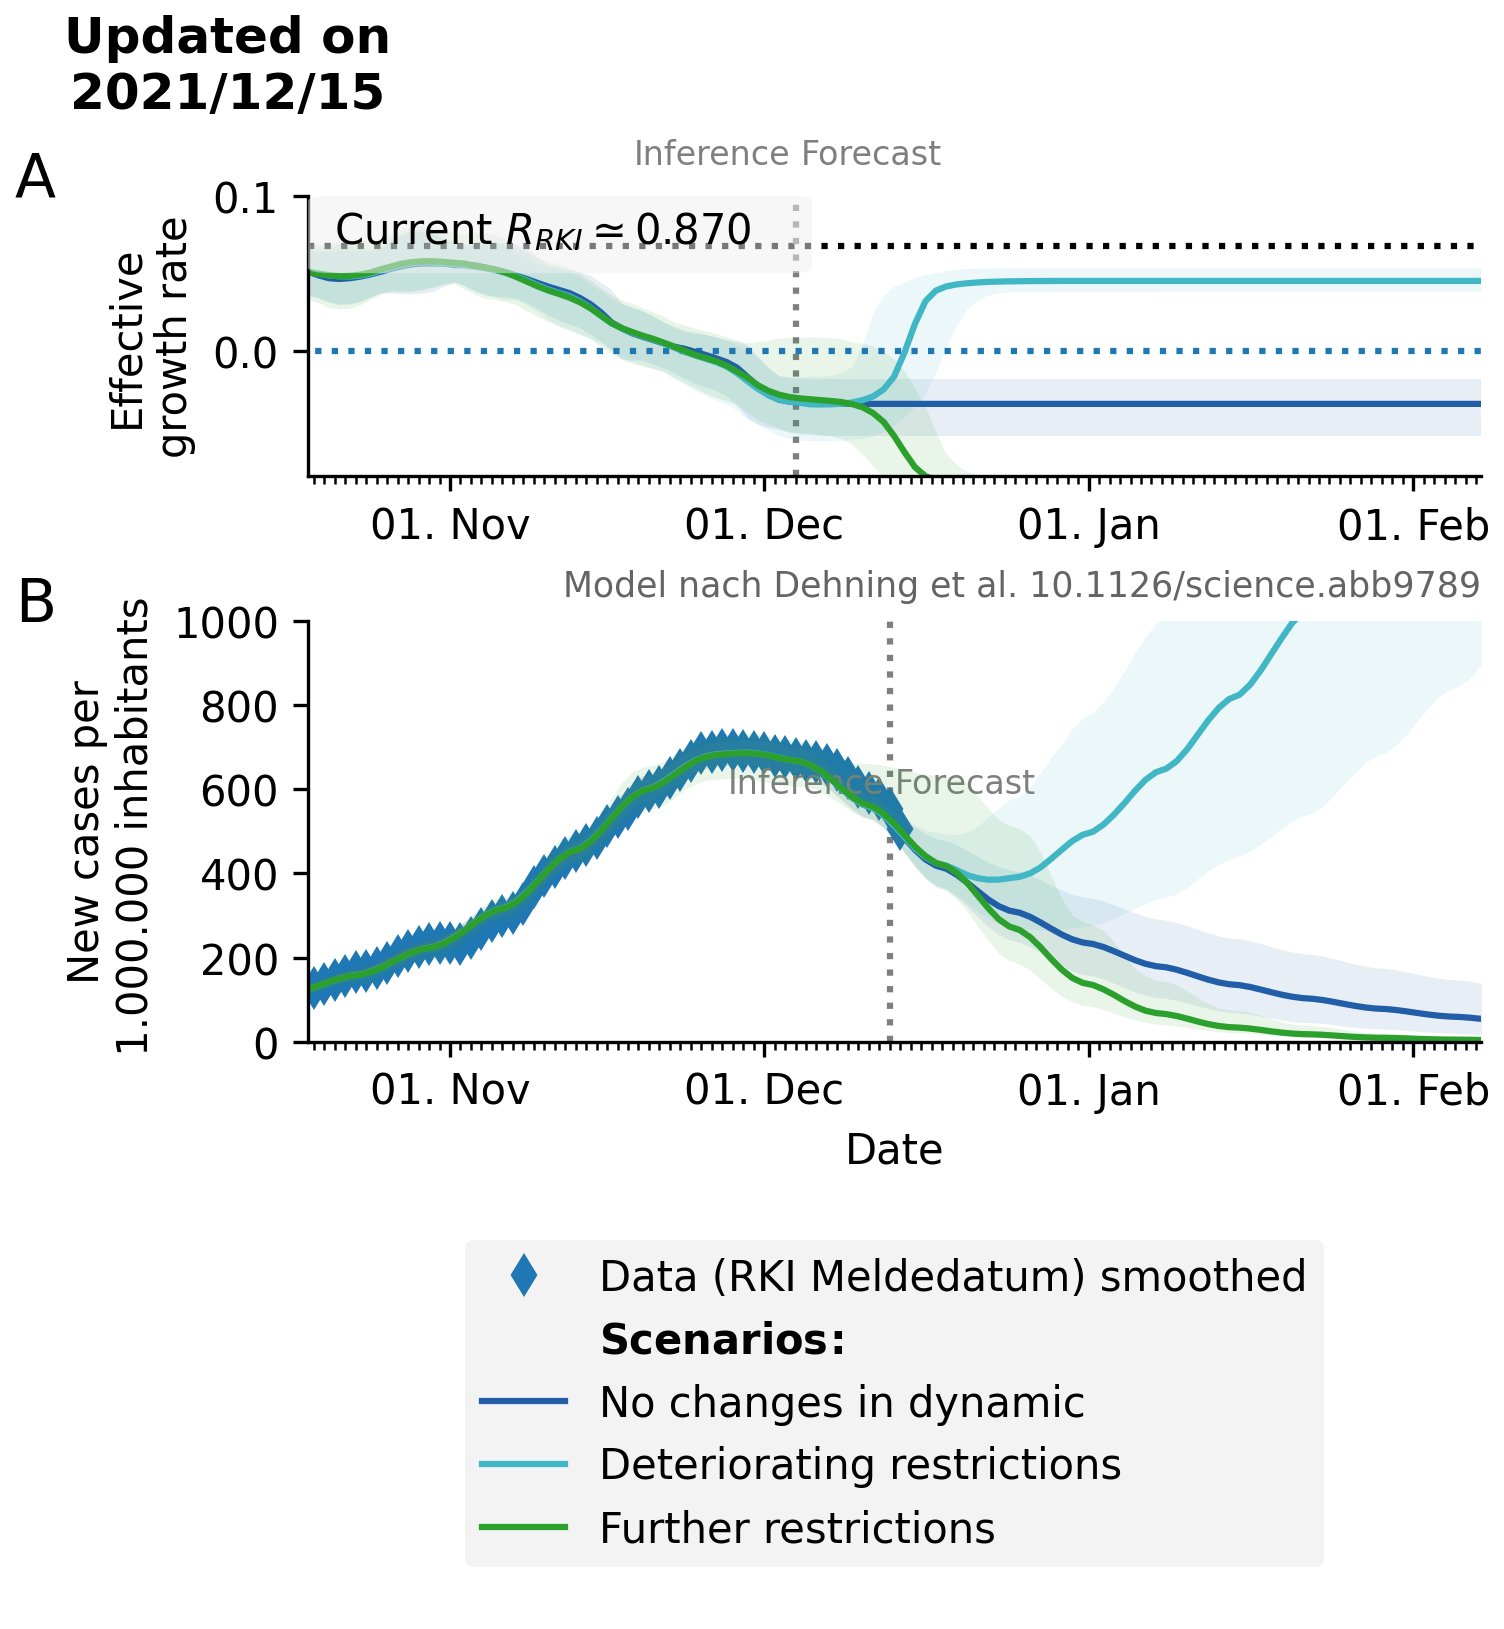 Updated on
2021/12/15
A
Inference Forecast
Effective
growth rate
0.1
0.0
Current R_RKI ≃ 0.870
01. Nov
01. Dec
01. Jan
01. Feb
Model nach Dehning et al. 10.1126/science.abb9789
B
New cases per
1.000.000 inhabitants
1000
800
600
400
200
0
Inference Forecast
01. Nov
01. Dec
01. Jan
01. Feb
Date
Data (RKI Meldedatum) smoothed
Scenarios:
No changes in dynamic
Deteriorating restrictions
Further restrictions